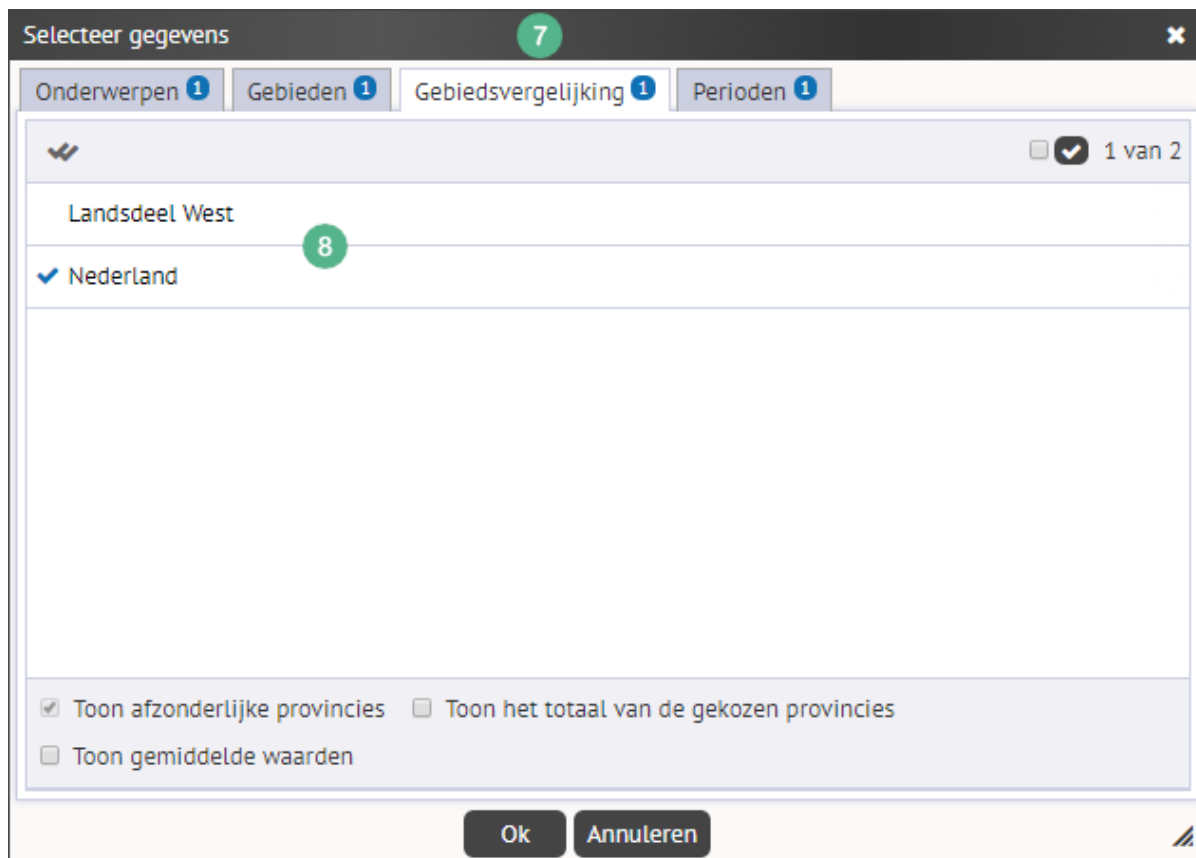 Selecteer gegevens 7
Onderwerpen 1 Gebieden 1 Gebiedsvergelijking 1 Perioden 1
1 van 2
Landsdeel West
8
Nederland
Toon afzonderlijke provincies Toon het totaal van de gekozen provincies
Toon gemiddelde waarden
Ok Annuleren